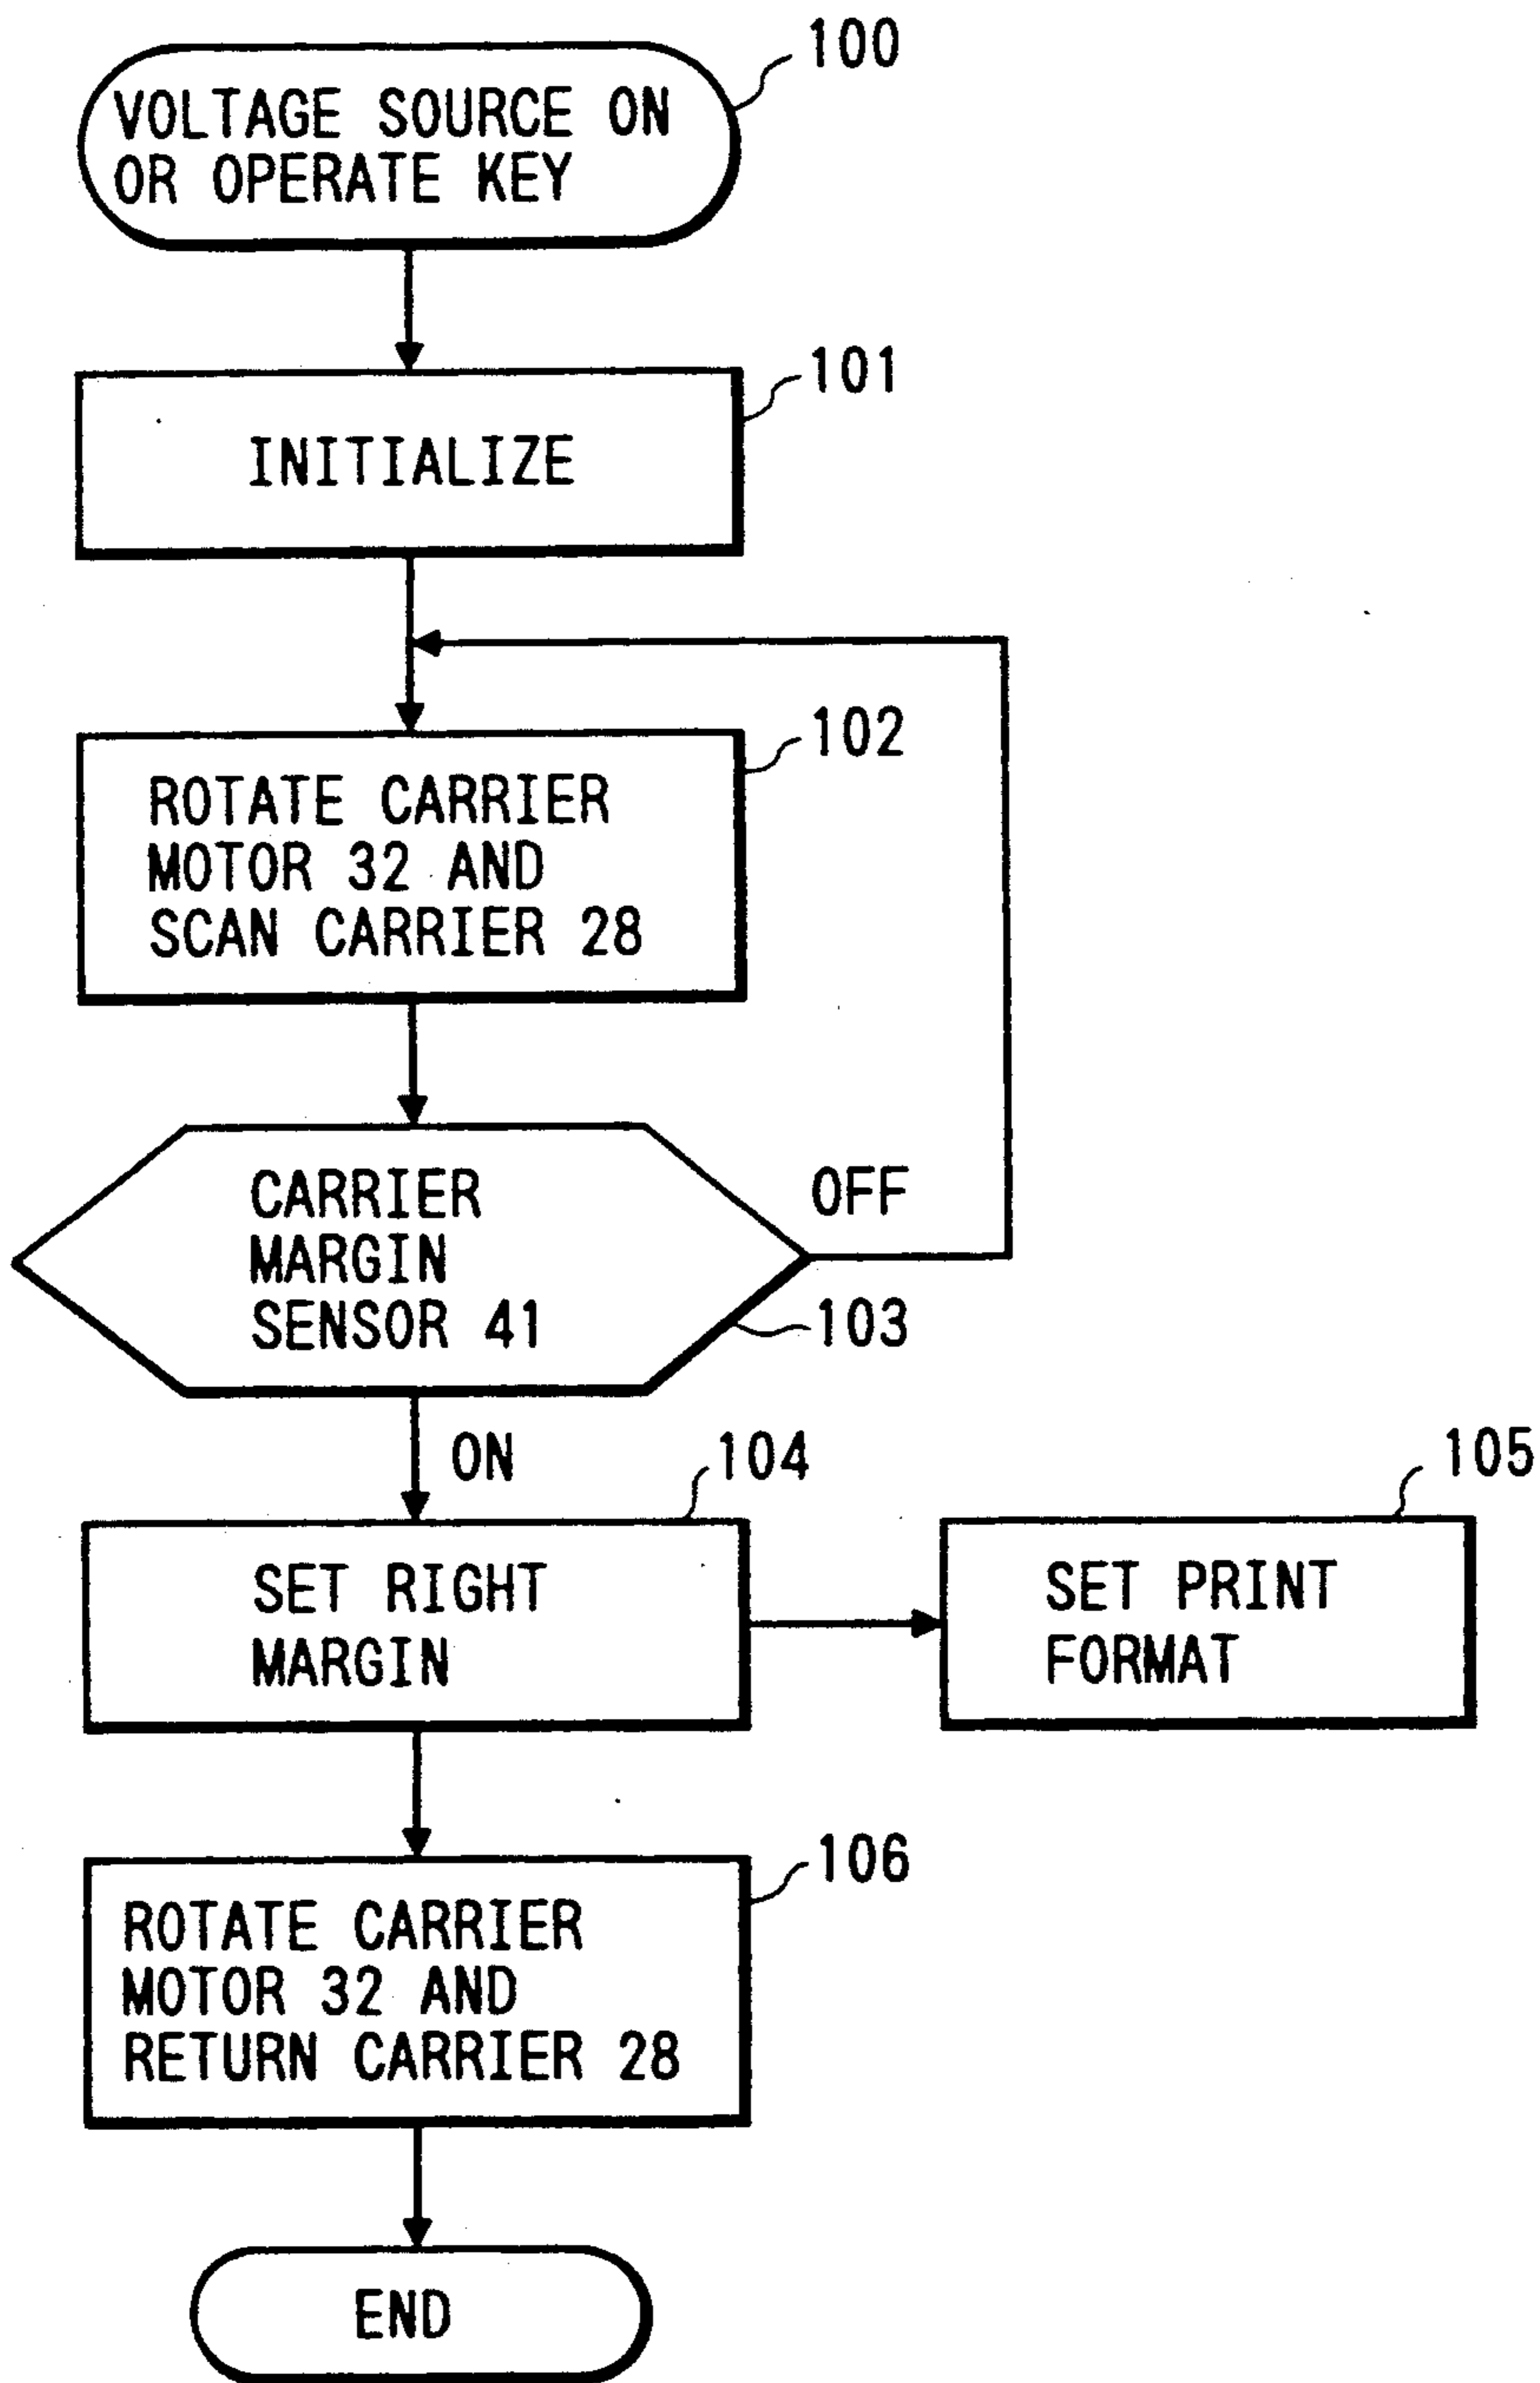 100
VOLTAGE SOURCE ON
OR OPERATE KEY
101
INITIALIZE
102
ROTATE CARRIER
MOTOR 32 AND
SCAN CARRIER 28
CARRIER
MARGIN
SENSOR 41
OFF
103
ON
104
SET RIGHT
MARGIN
105
SET PRINT
FORMAT
106
ROTATE CARRIER
MOTOR 32 AND
RETURN CARRIER 28
END